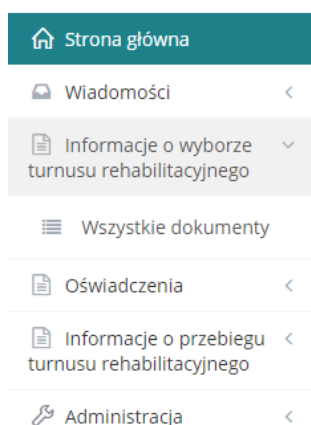 Strona główna
Wiadomości
Informacje o wyborze
turnusu rehabilitacyjnego
Wszystkie dokumenty
Oświadczenia
Informacje o przebiegu
turnusu rehabilitacyjnego
Administracja